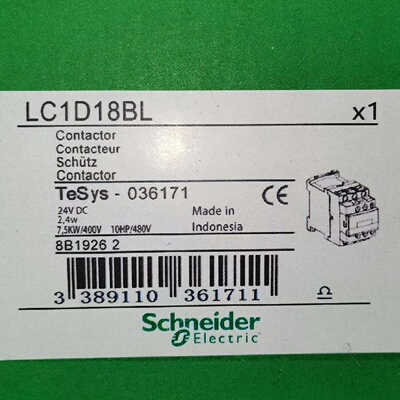 LC1D18BL x1
Contactor
Contacteur
Schütz
Contactor
TeSys - 036171
24V DC
2,4w
7,5KW/400V 10HP/480V
Made in
Indonesia
CE
8B1926 2
3 389110 361711
Schneider
Electric